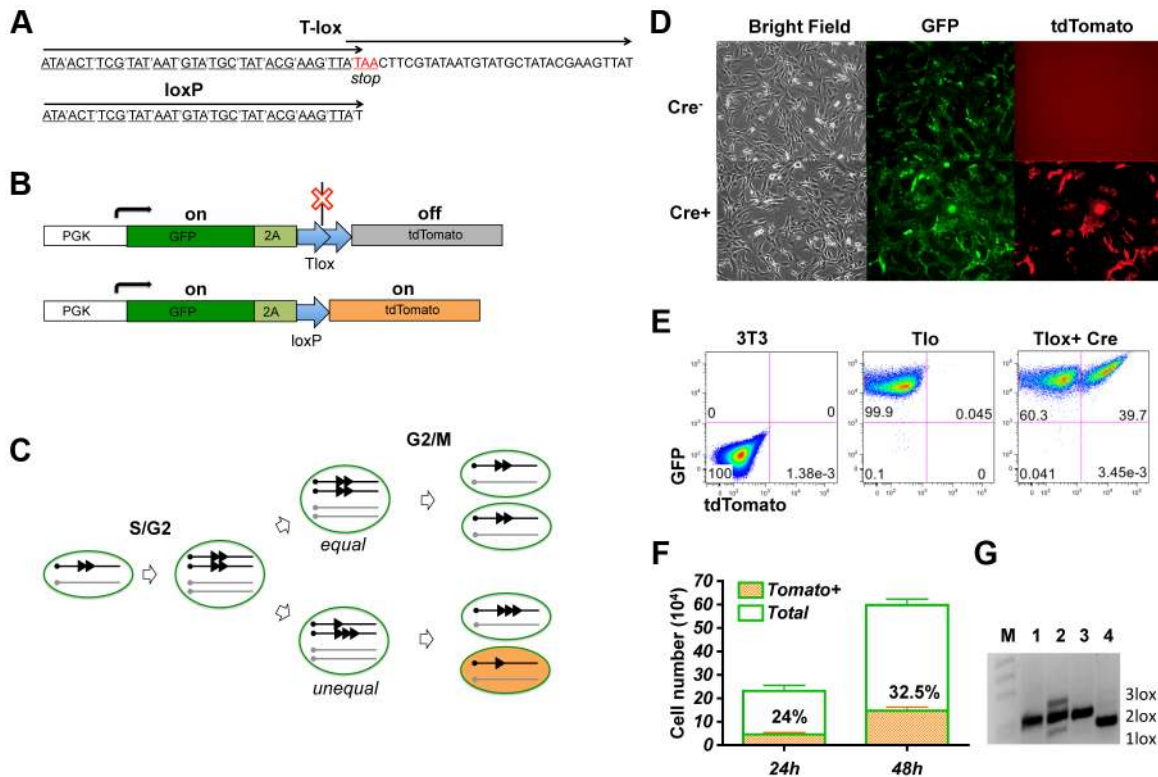 A
T-lox
ATA'ACT'TCG'TAT'AAT'GTA'TGC'TAT'ACG'AAG'TTA'TAACTTCGTATAATGTATGCTATACGAAGTTAT
stop
loxP
ATA'ACT'TCG'TAT'AAT'GTA'TGC'TAT'ACG'AAG'TTA'T
B
on
off
PGK
GFP
2A
tdTomato
Tlox
on
on
PGK
GFP
2A
tdTomato
loxP
C
G2/M
S/G2
equal
unequal
D
Bright Field GFP tdTomato
Cre-
Cre+
E
3T3 Tlo Tlox+ Cre
0 0
100 1.38e-3
99.9 0.045
0.1 0
60.3 39.7
0.041 3.45e-3
GFP
tdTomato
F
Cell number (10⁴)
70
60
50
40
30
20
10
0
Tomato+
Total
24%
32.5%
24h 48h
G
M 1 2 3 4
3lox
2lox
1lox